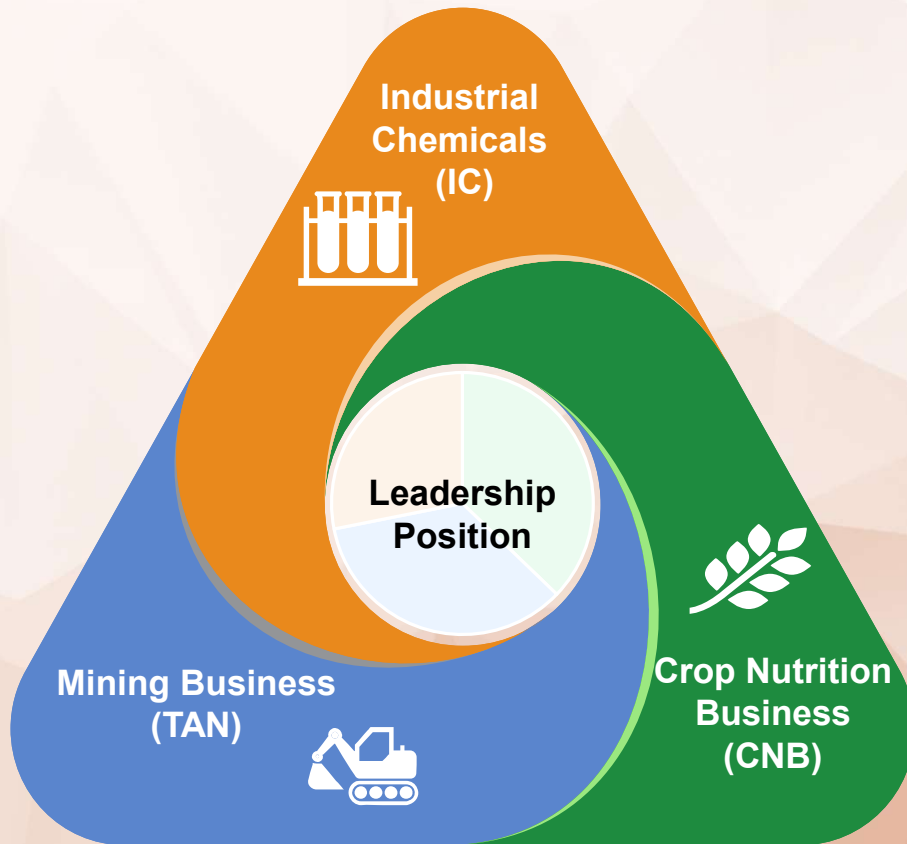 Industrial
Chemicals
(IC)
Leadership
Position
Mining Business
(TAN)
Crop Nutrition
Business
(CNB)